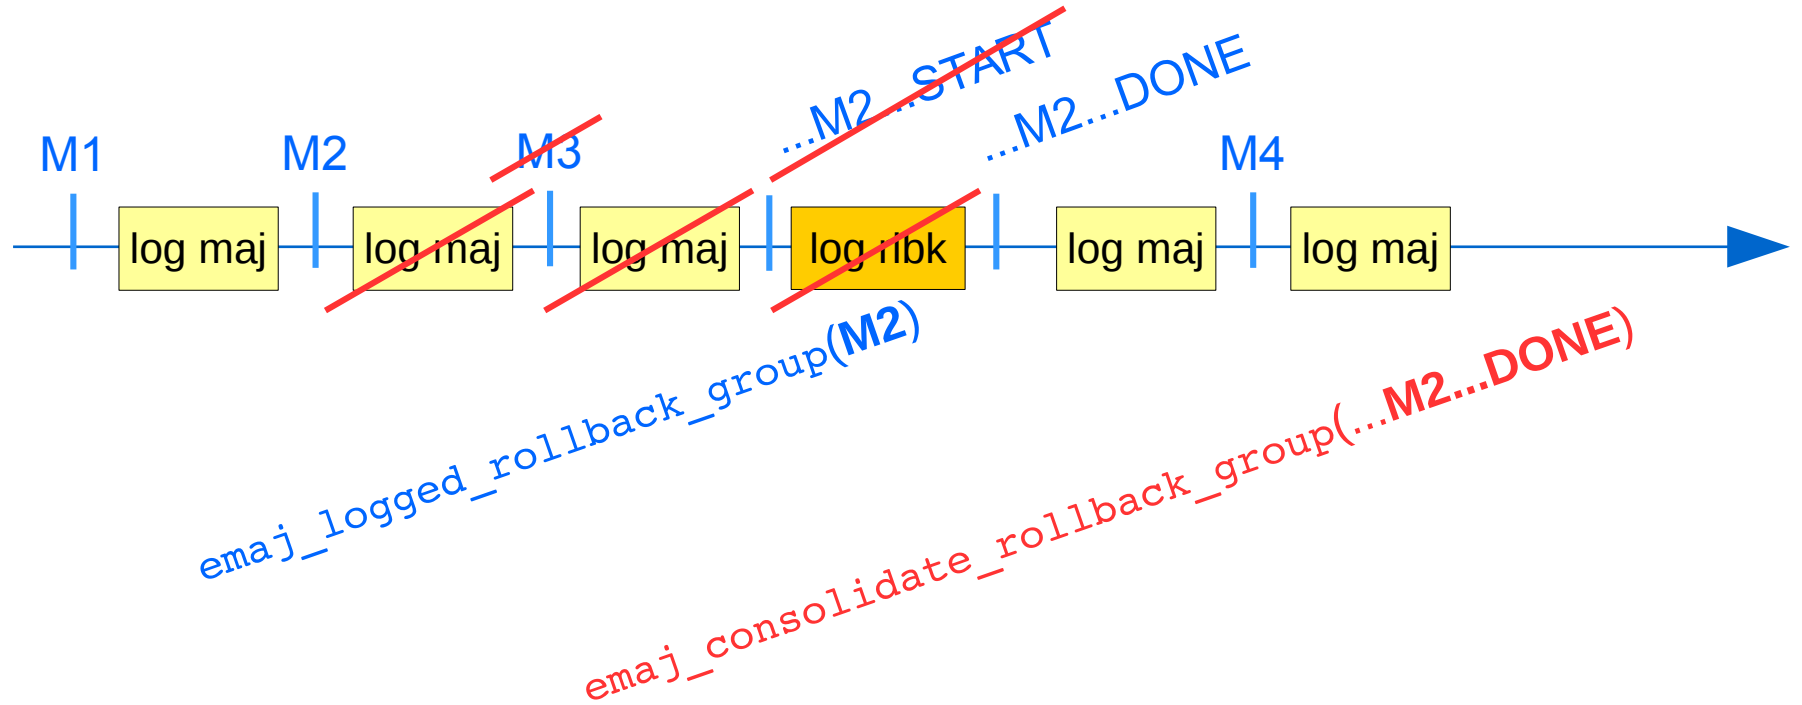 M1
M2
M3
...M2...START
...M2...DONE
M4
log maj
log maj
log maj
log rlbk
log maj
log maj
emaj_logged_rollback_group(M2)
emaj_consolidate_rollback_group(...M2...DONE)